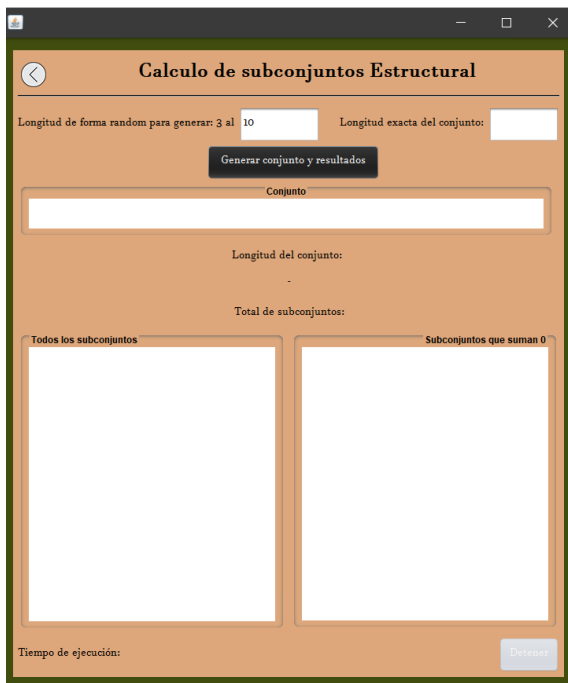 Calculo de subconjuntos Estructural
Longitud de forma random para generar: 3 al 10 Longitud exacta del conjunto:
Generar conjunto y resultados
Conjunto
Longitud del conjunto:
-
Total de subconjuntos:
Todos los subconjuntos Subconjuntos que suman 0
Tiempo de ejecución: Detener